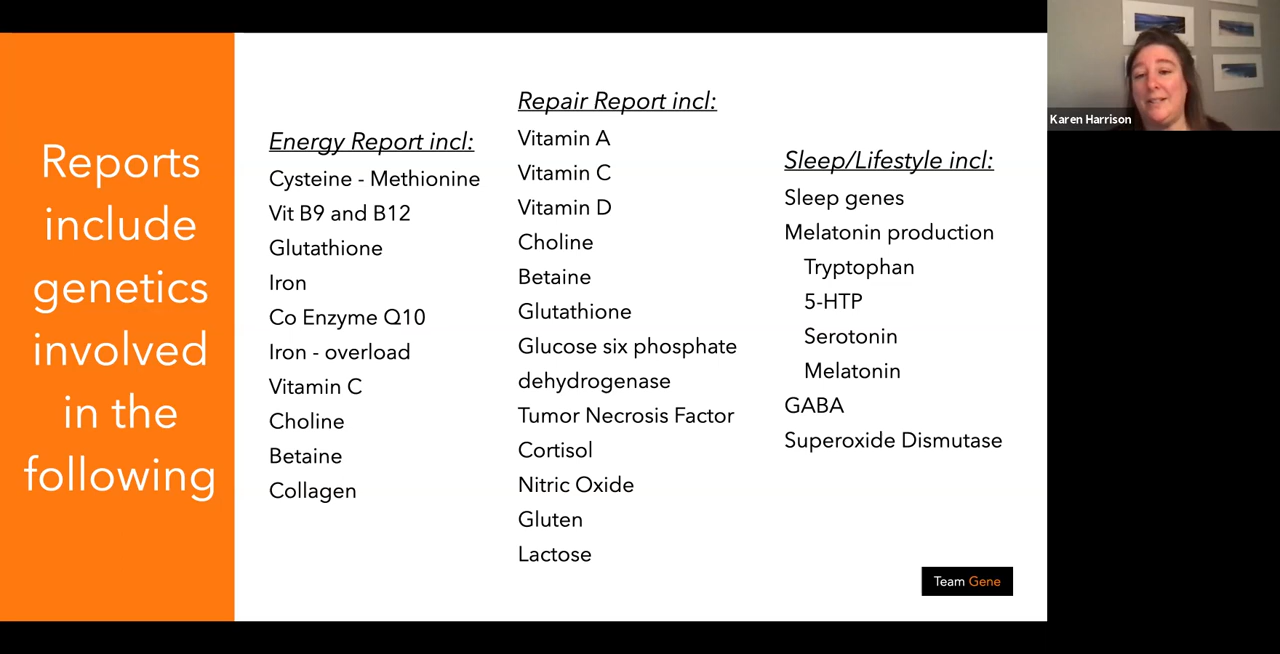 Reports
include
genetics
involved
in the
following
Energy Report incl:
Cysteine - Methionine
Vit B9 and B12
Glutathione
Iron
Co Enzyme Q10
Iron - overload
Vitamin C
Choline
Betaine
Collagen
Repair Report incl:
Vitamin A
Vitamin C
Vitamin D
Choline
Betaine
Glutathione
Glucose six phosphate
dehydrogenase
Tumor Necrosis Factor
Cortisol
Nitric Oxide
Gluten
Lactose
Sleep/Lifestyle incl:
Sleep genes
Melatonin production
Tryptophan
5-HTP
Serotonin
Melatonin
GABA
Superoxide Dismutase
Team Gene
Karen Harrison